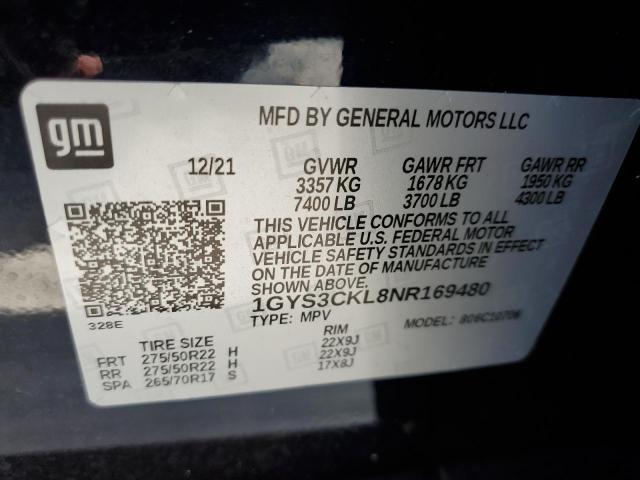 gm
MFD BY GENERAL MOTORS LLC
12/21 GVWR GAWR FRT GAWR RR
3357 KG 1678 KG 1950 KG
7400 LB 3700 LB 4300 LB
THIS VEHICLE CONFORMS TO ALL
APPLICABLE U.S. FEDERAL MOTOR
VEHICLE SAFETY STANDARDS IN EFFECT
ON THE DATE OF MANUFACTURE
SHOWN ABOVE.
1GYS3CKL8NR169480
328E TYPE: MPV MODEL: 806C10706
TIRE SIZE RIM
FRT 275/50R22 H 22X9J
RR 275/50R22 H 22X9J
SPA 265/70R17 S 17X8J